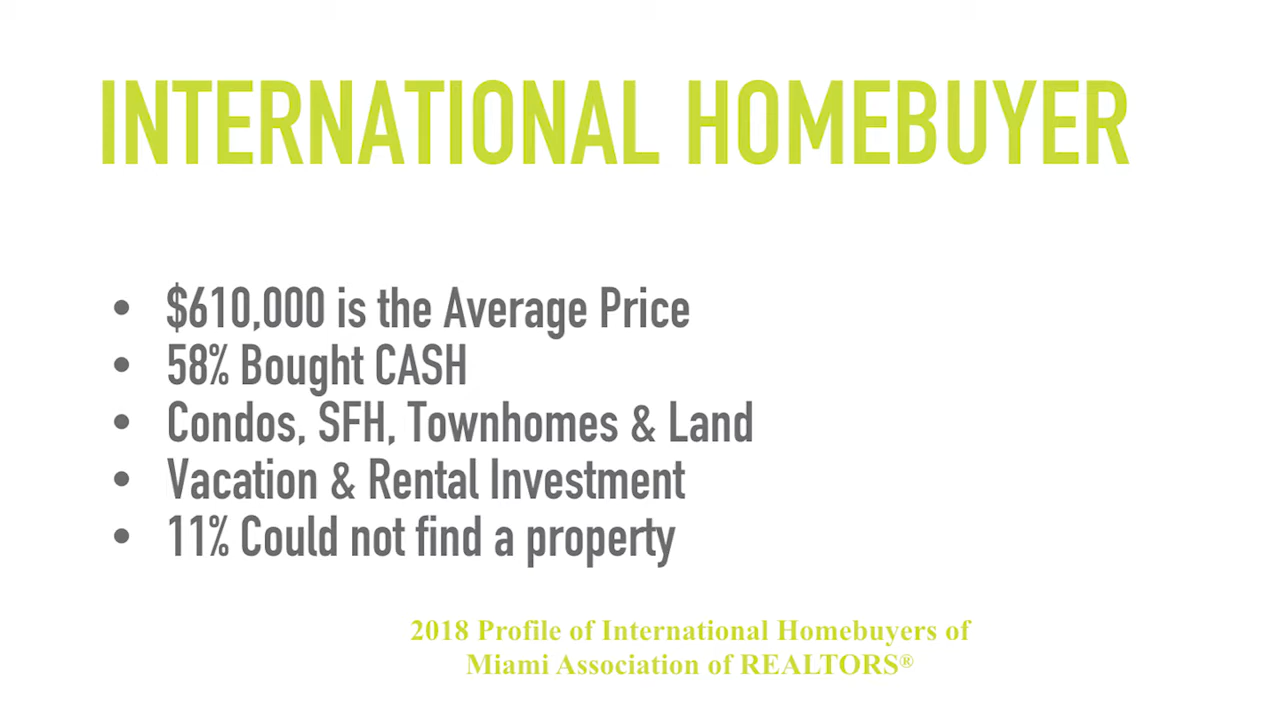 INTERNATIONAL HOMEBUYER
• $610,000 is the Average Price
• 58% Bought CASH
• Condos, SFH, Townhomes & Land
• Vacation & Rental Investment
• 11% Could not find a property
2018 Profile of International Homebuyers of
Miami Association of REALTORS®